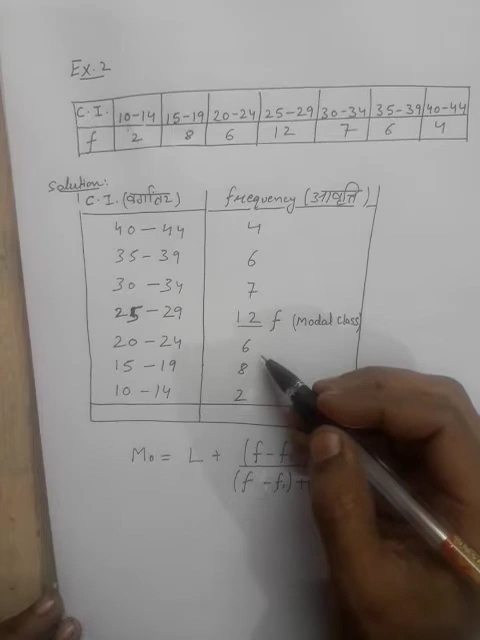 Ex.2
C.I. 10-14 15-19 20-24 25-29 30-34 35-39 40-44
f 2 8 6 12 7 6 4
Solution:
C.I. (वर्गांतर) frequency (आवृत्ति)
40-44 4
35-39 6
30-34 7
25-29 12 f (Modal class)
20-24 6
15-19 8
10-14 2
Mo = L + (f-f
(f-f₁)+